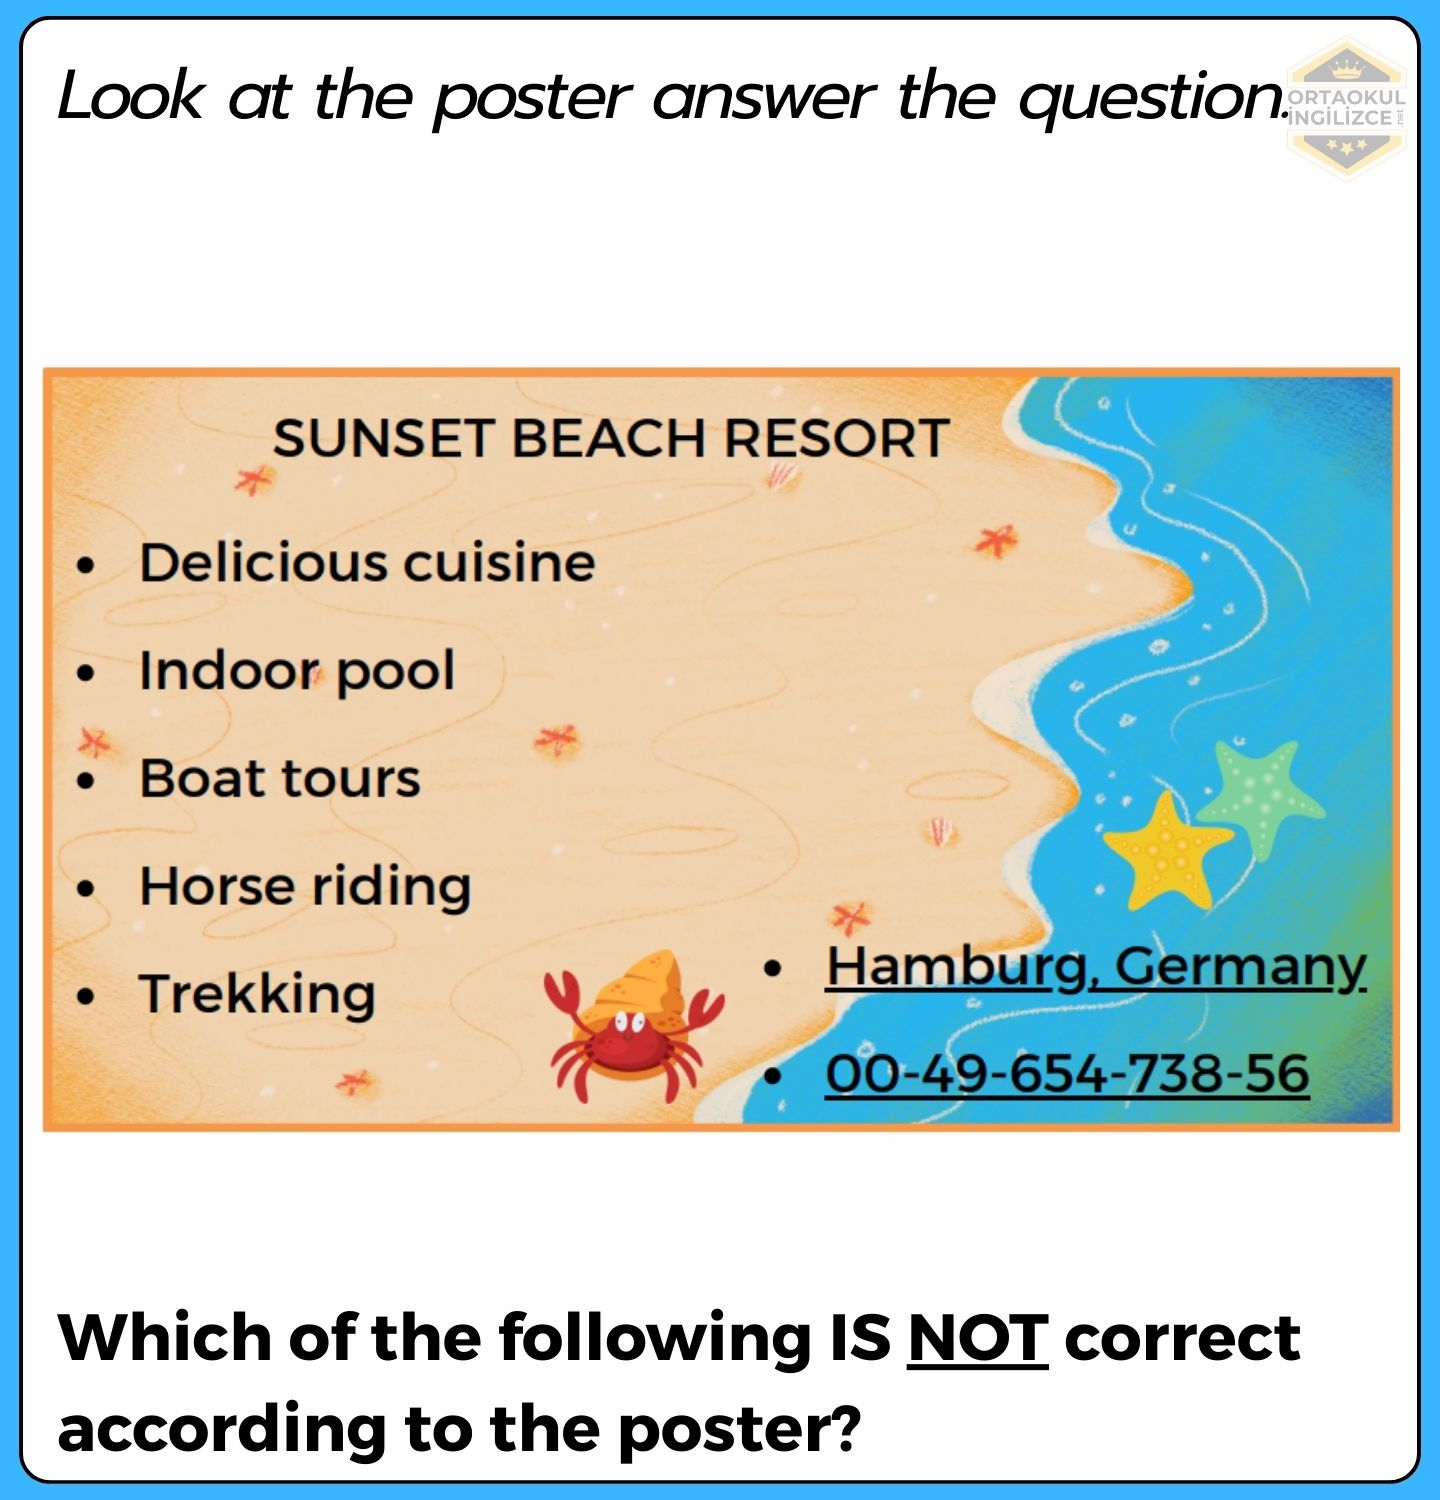 Look at the poster answer the question.
ORTAOKUL
İNGİLİZCE
.net
SUNSET BEACH RESORT
• Delicious cuisine
• Indoor pool
• Boat tours
• Horse riding
• Trekking
• Hamburg, Germany
• 00-49-654-738-56
Which of the following IS NOT correct
according to the poster?